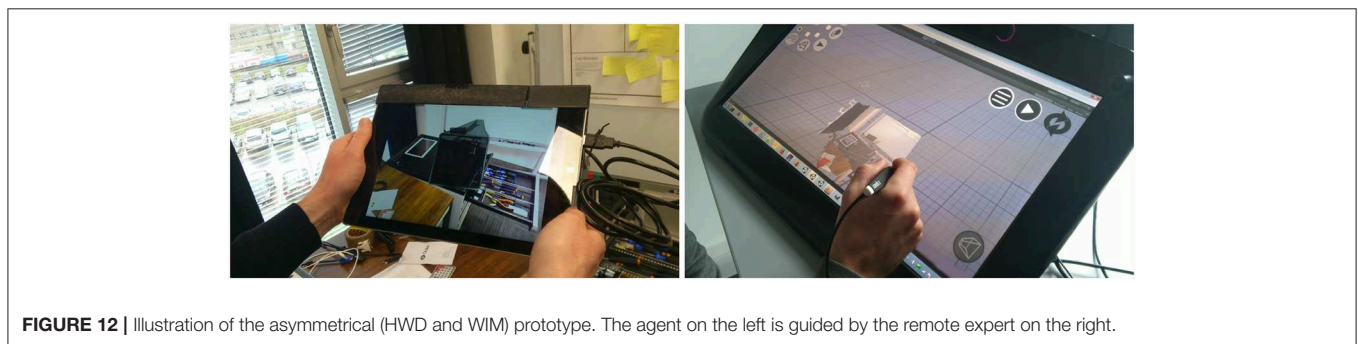 FIGURE 12 | Illustration of the asymmetrical (HWD and WIM) prototype. The agent on the left is guided by the remote expert on the right.